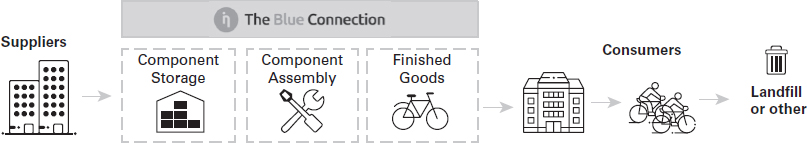 The Blue Connection
Suppliers
Component
Storage
Component
Assembly
Finished
Goods
Consumers
Landfill
or other